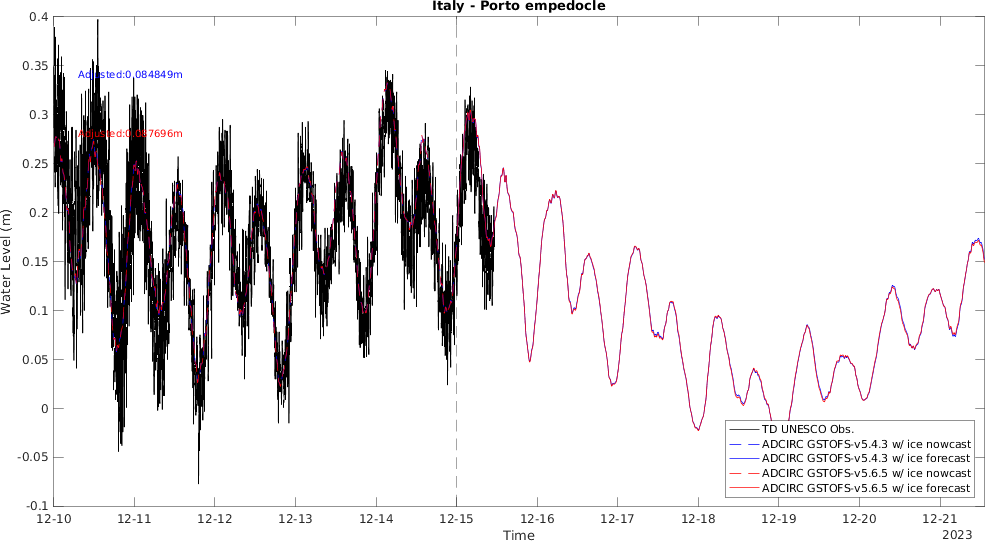 Italy - Porto empedocle
Water Level (m)
0.4
0.35
0.3
0.25
0.2
0.15
0.1
0.05
0
-0.05
-0.1
Adjusted:0.084849m
Adjusted:0.087696m
TD UNESCO Obs.
ADCIRC GSTOFS-v5.4.3 w/ ice nowcast
ADCIRC GSTOFS-v5.4.3 w/ ice forecast
ADCIRC GSTOFS-v5.6.5 w/ ice nowcast
ADCIRC GSTOFS-v5.6.5 w/ ice forecast
12-10 12-11 12-12 12-13 12-14 12-15 12-16 12-17 12-18 12-19 12-20 12-21
Time
2023